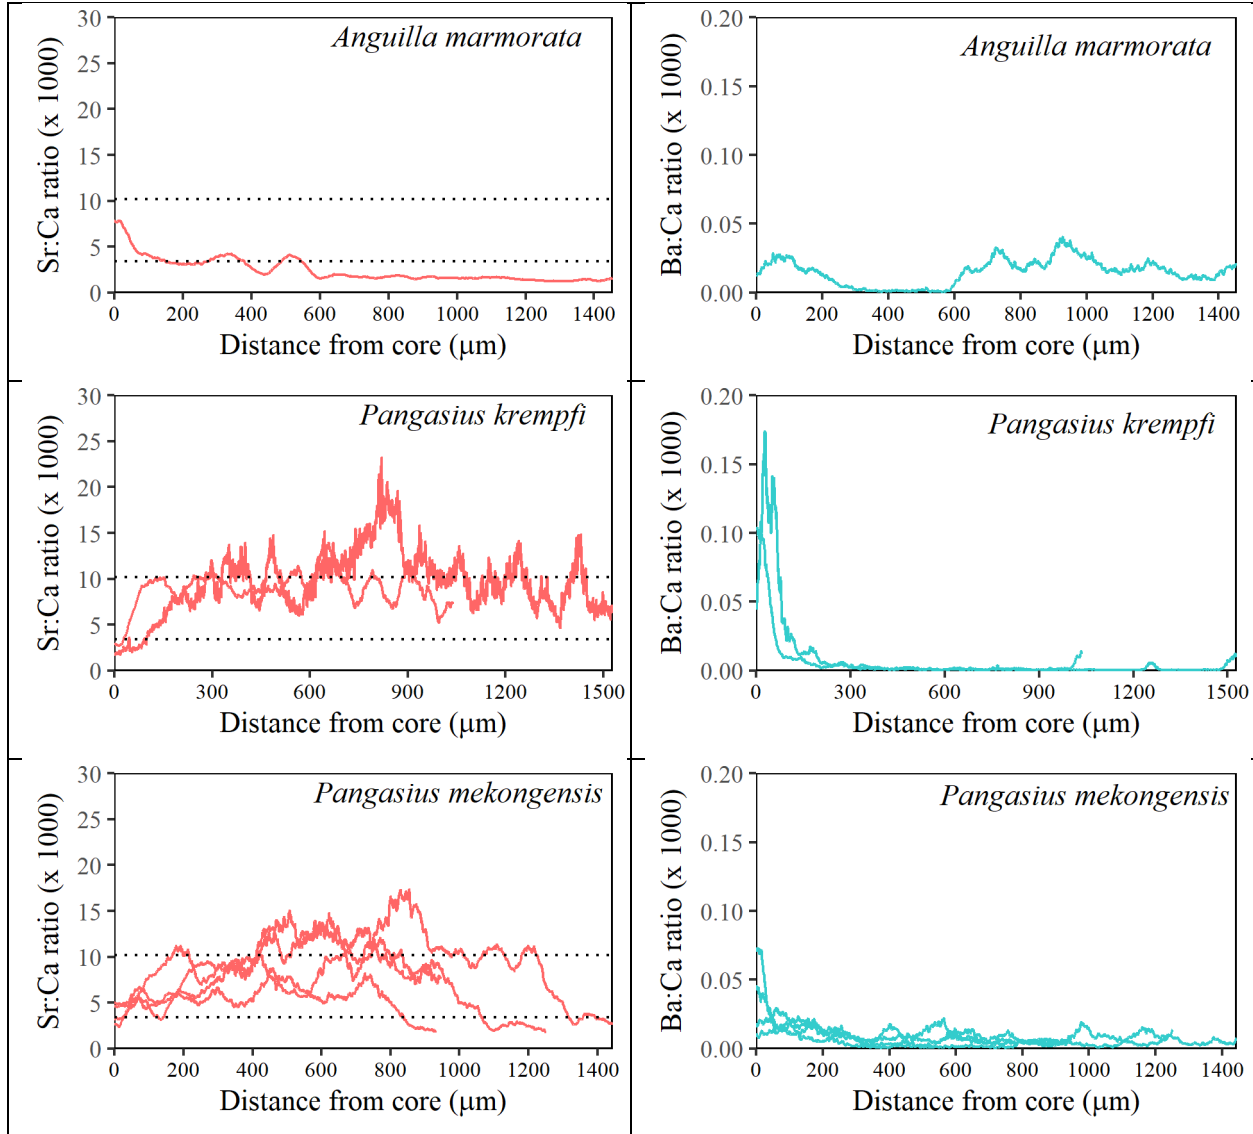 Anguilla marmorata
Sr:Ca ratio (x 1000)
30
25
20
15
10
5
0
0 200 400 600 800 1000 1200 1400
Distance from core (μm)
Anguilla marmorata
Ba:Ca ratio (x 1000)
0.20
0.15
0.10
0.05
0.00
0 200 400 600 800 1000 1200 1400
Distance from core (μm)
Pangasius krempfi
Sr:Ca ratio (x 1000)
30
25
20
15
10
5
0
0 300 600 900 1200 1500
Distance from core (μm)
Pangasius krempfi
Ba:Ca ratio (x 1000)
0.20
0.15
0.10
0.05
0.00
0 300 600 900 1200 1500
Distance from core (μm)
Pangasius mekongensis
Sr:Ca ratio (x 1000)
30
25
20
15
10
5
0
0 200 400 600 800 1000 1200 1400
Distance from core (μm)
Pangasius mekongensis
Ba:Ca ratio (x 1000)
0.20
0.15
0.10
0.05
0.00
0 200 400 600 800 1000 1200 1400
Distance from core (μm)